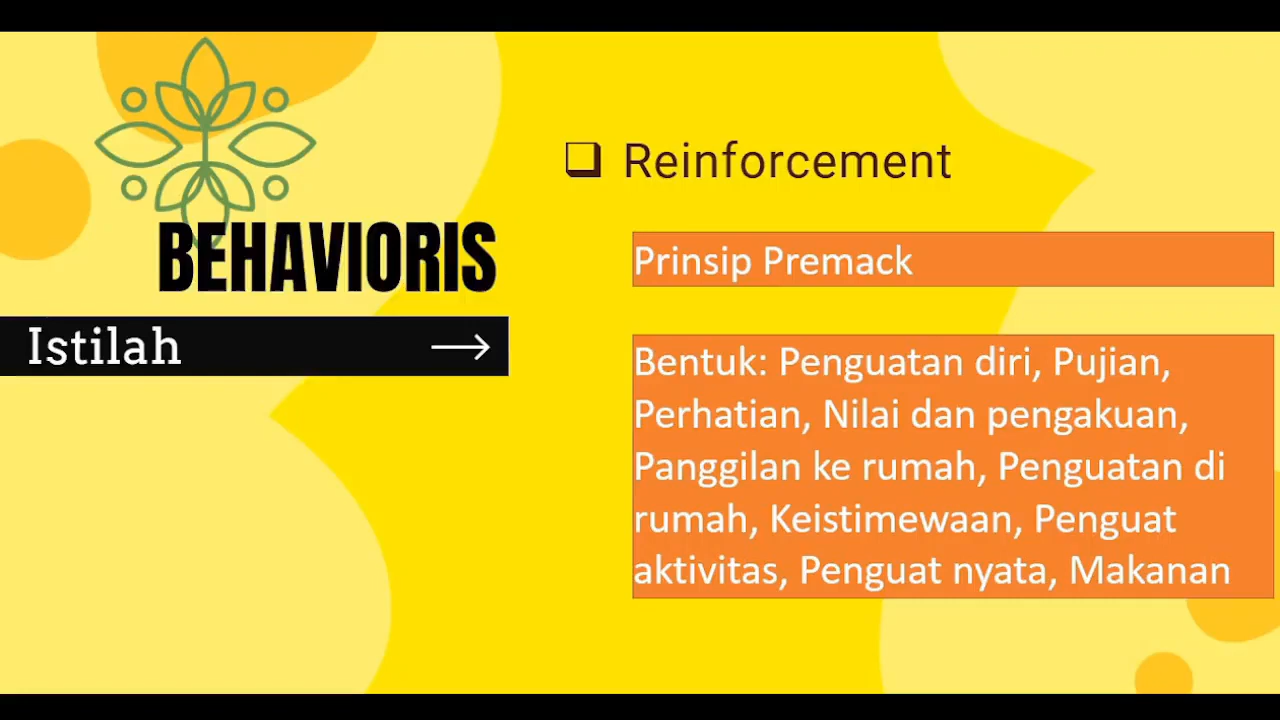 BEHAVIORIS
Istilah
Reinforcement
Prinsip Premack
Bentuk: Penguatan diri, Pujian,
Perhatian, Nilai dan pengakuan,
Panggilan ke rumah, Penguatan di
rumah, Keistimewaan, Penguat
aktivitas, Penguat nyata, Makanan